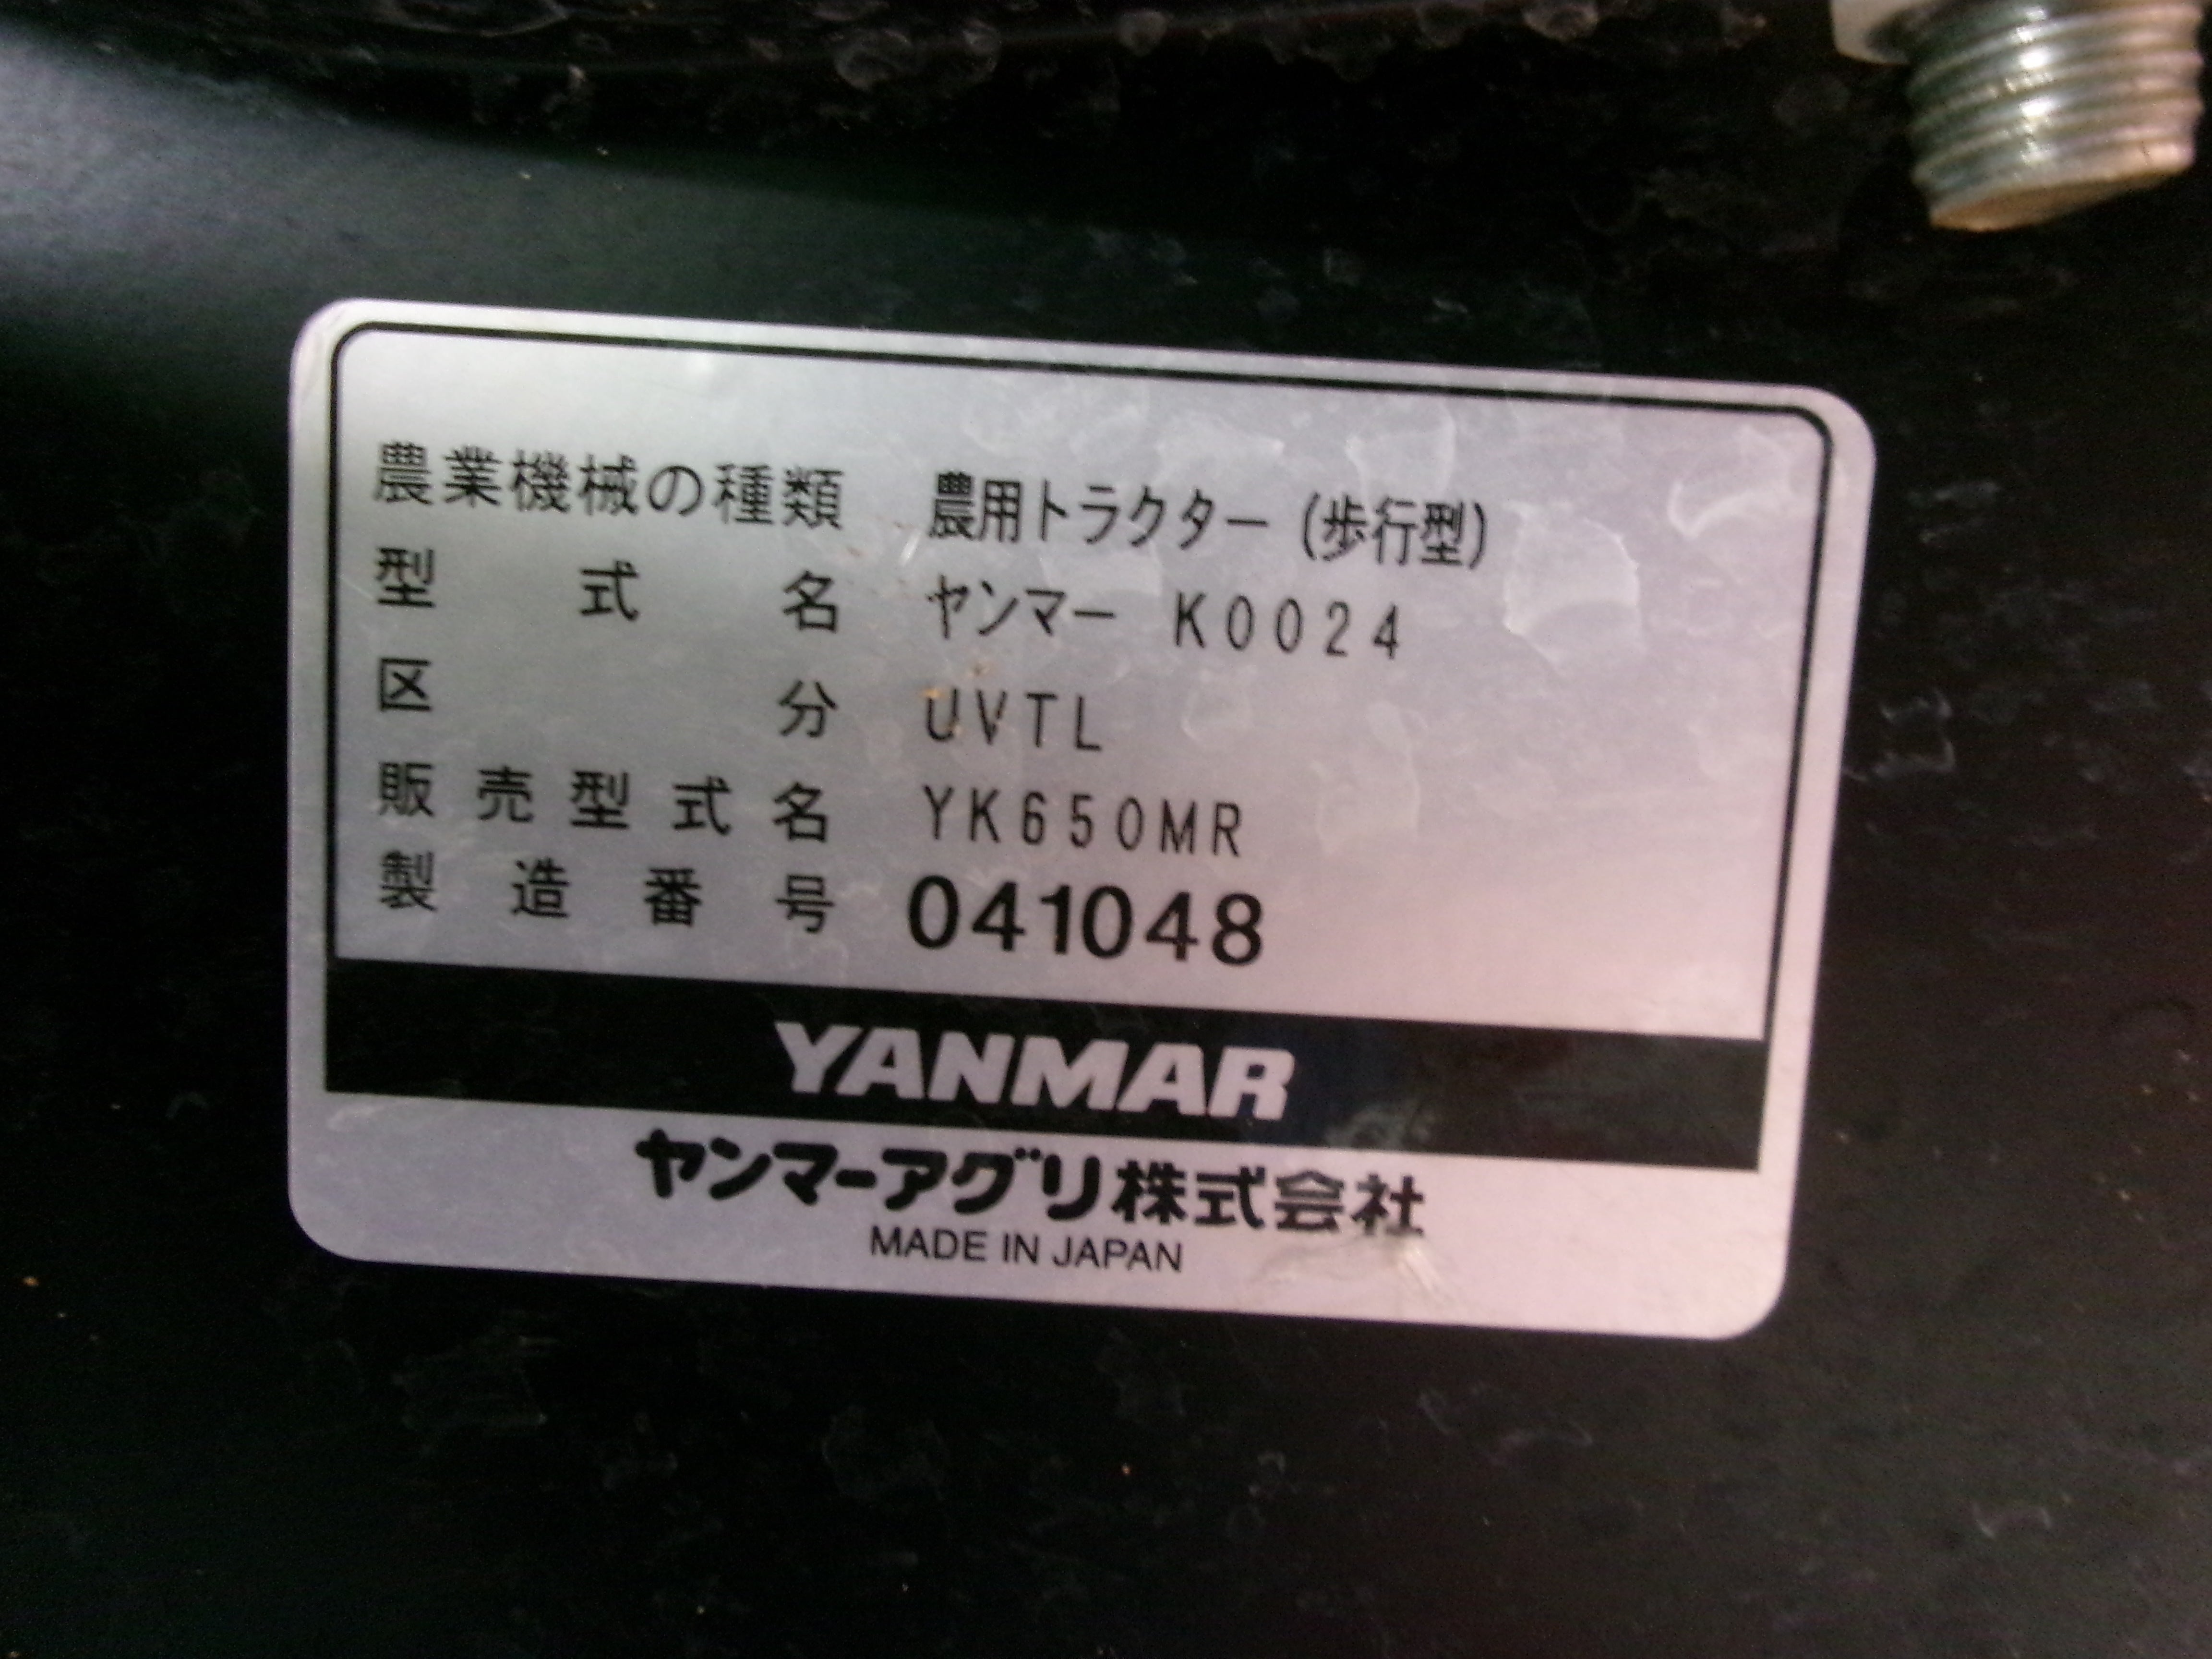 農業機械の種類 農用トラクター (歩行型)
型式名 ヤンマー K0024
区分 UVTL
販売型式名 YK650MR
製造番号 041048
YANMAR
ヤンマーアグリ株式会社
MADE IN JAPAN